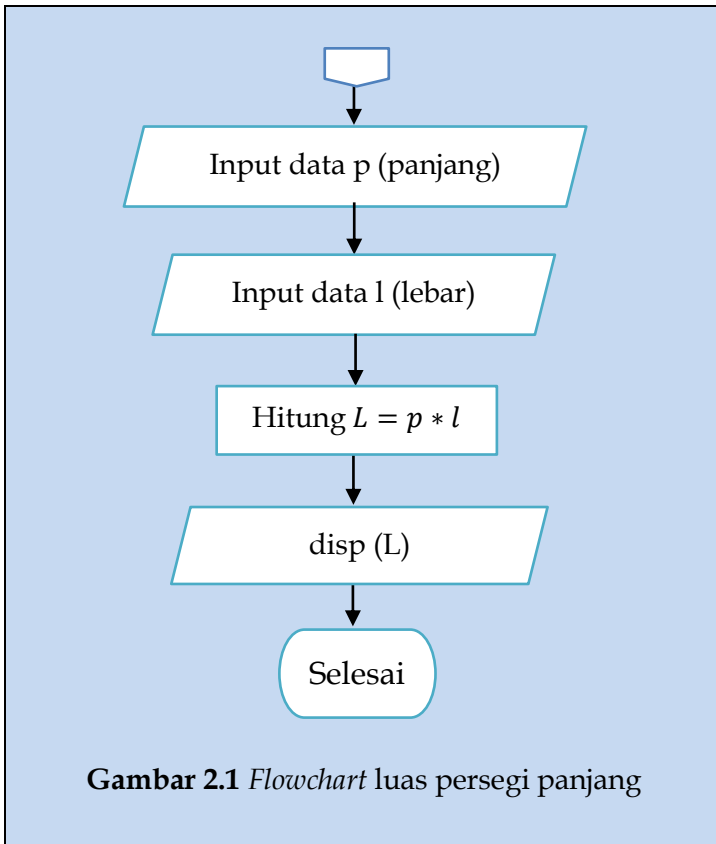 Input data p (panjang)
Input data l (lebar)
Hitung L = p * l
disp (L)
Selesai
Gambar 2.1 Flowchart luas persegi panjang